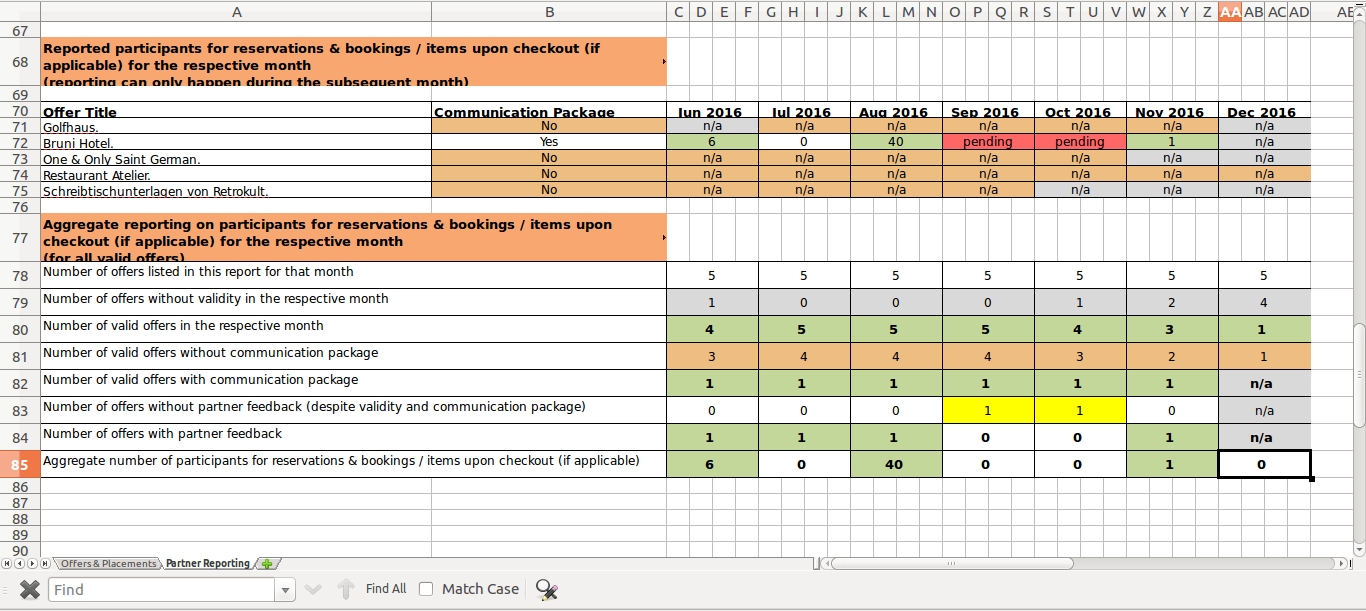 A B C D E F G H I J K L M N O P Q R S T U V W X Y Z AA AB AC AD AE
67
68 Reported participants for reservations & bookings / items upon checkout (if
applicable) for the respective month
(reporting can only happen during the subsequent month)
69
70 Offer Title Communication Package Jun 2016 Jul 2016 Aug 2016 Sep 2016 Oct 2016 Nov 2016 Dec 2016
71 Golfhaus. No n/a n/a n/a n/a n/a n/a n/a
72 Bruni Hotel. Yes 6 0 40 pending pending 1 n/a
73 One & Only Saint German. No n/a n/a n/a n/a n/a n/a n/a
74 Restaurant Atelier. No n/a n/a n/a n/a n/a n/a n/a
75 Schreibtischunterlagen von Retrokult. No n/a n/a n/a n/a n/a n/a n/a
76
77 Aggregate reporting on participants for reservations & bookings / items upon
checkout (if applicable) for the respective month
(for all valid offers)
78 Number of offers listed in this report for that month 5 5 5 5 5 5 5
79 Number of offers without validity in the respective month 1 0 0 0 1 2 4
80 Number of valid offers in the respective month 4 5 5 5 4 3 1
81 Number of valid offers without communication package 3 4 4 4 3 2 1
82 Number of valid offers with communication package 1 1 1 1 1 1 n/a
83 Number of offers without partner feedback (despite validity and communication package) 0 0 0 1 1 0 n/a
84 Number of offers with partner feedback 1 1 1 0 0 1 n/a
85 Aggregate number of participants for reservations & bookings / items upon checkout (if applicable) 6 0 40 0 0 1 0
86
87
88
89
90
Offers & Placements Partner Reporting
Find Find All Match Case